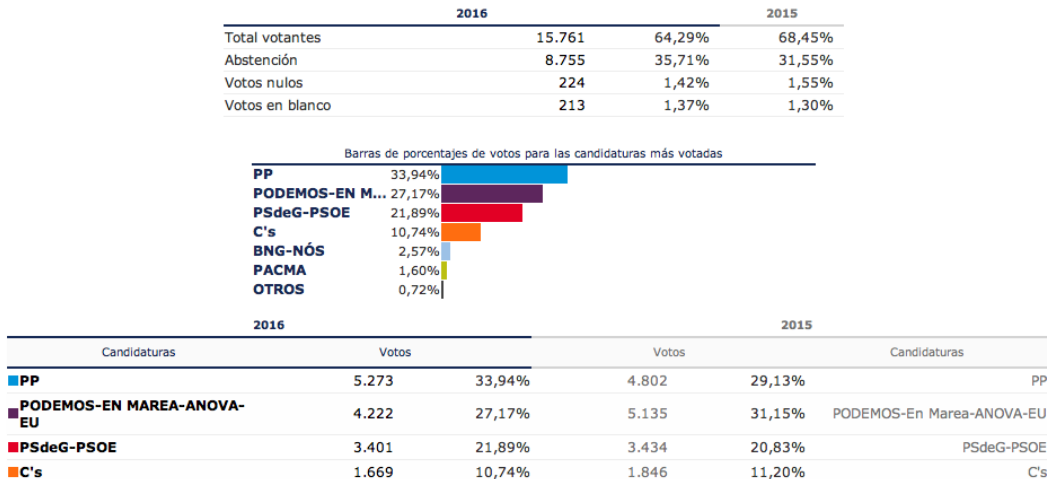 2016 2015
Total votantes 15.761 64,29% 68,45%
Abstención 8.755 35,71% 31,55%
Votos nulos 224 1,42% 1,55%
Votos en blanco 213 1,37% 1,30%
Barras de porcentajes de votos para las candidaturas más votadas
PP 33,94%
PODEMOS-EN M... 27,17%
PSdeG-PSOE 21,89%
C's 10,74%
BNG-NÓS 2,57%
PACMA 1,60%
OTROS 0,72%
2016 2015
Candidaturas Votos Votos Candidaturas
PP 5.273 33,94% 4.802 29,13% PP
PODEMOS-EN MAREA-ANOVA-
EU 4.222 27,17% 5.135 31,15% PODEMOS-En Marea-ANOVA-EU
PSdeG-PSOE 3.401 21,89% 3.434 20,83% PSdeG-PSOE
C's 1.669 10,74% 1.846 11,20% C's